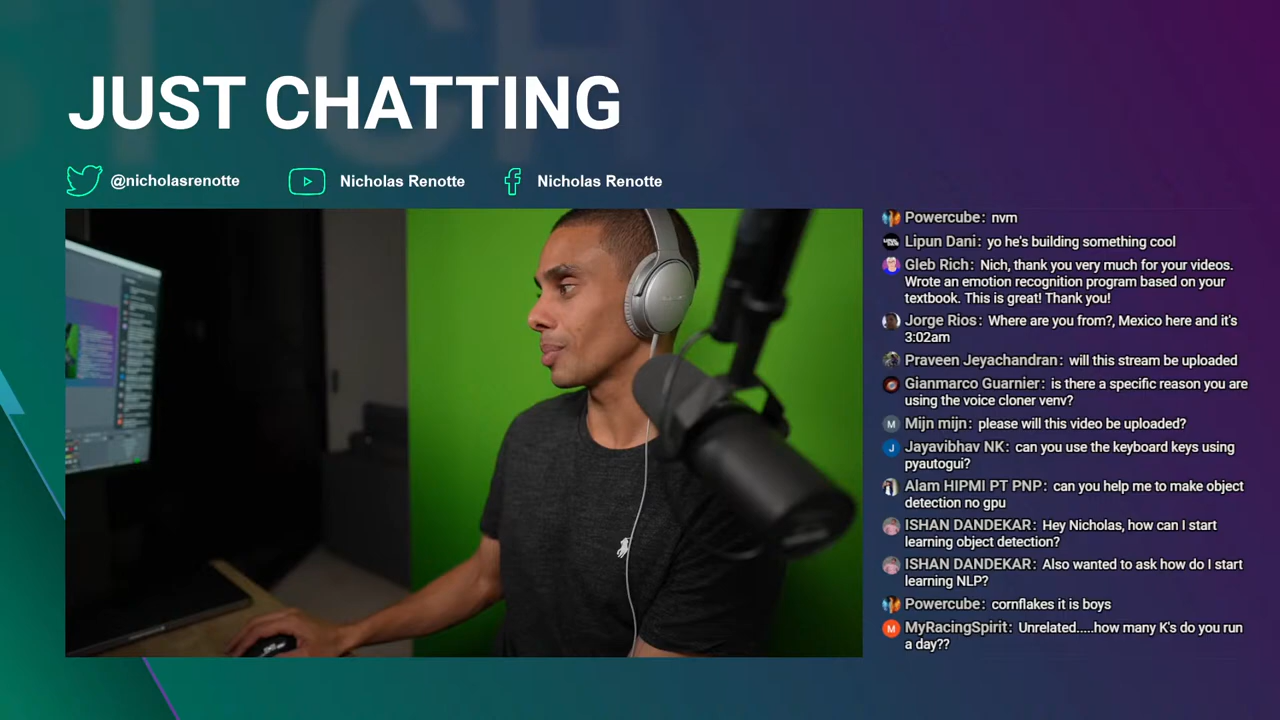 JUST CHATTING
@nicholasrenotte
Nicholas Renotte
Nicholas Renotte
Powercube: nvm
Lipun Dani: yo he's building something cool
Gleb Rich: Nich, thank you very much for your videos.
Wrote an emotion recognition program based on your
textbook. This is great! Thank you!
Jorge Rios: Where are you from?, Mexico here and it's
3:02am
Praveen Jeyachandran: will this stream be uploaded
Gianmarco Guarnier: is there a specific reason you are
using the voice cloner venv?
M Mijn mijn: please will this video be uploaded?
J Jayavibhav NK: can you use the keyboard keys using
pyautogui?
Alam HIPMI PT PNP: can you help me to make object
detection no gpu
ISHAN DANDEKAR: Hey Nicholas, how can I start
learning object detection?
ISHAN DANDEKAR: Also wanted to ask how do I start
learning NLP?
Powercube: cornflakes it is boys
M MyRacingSpirit: Unrelated.....how many K's do you run
a day??